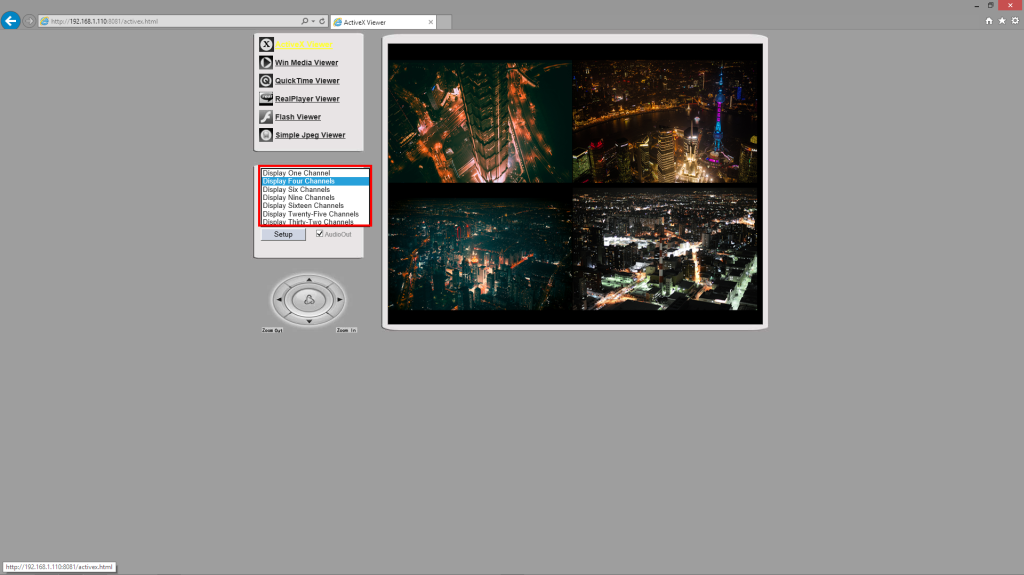 http://192.168.1.110:8081/activex.html
ActiveX Viewer
ActiveX Viewer
Win Media Viewer
QuickTime Viewer
RealPlayer Viewer
Flash Viewer
Simple Jpeg Viewer
Display One Channel
Display Four Channels
Display Six Channels
Display Nine Channels
Display Sixteen Channels
Display Twenty-Five Channels
Display Thirty-Two Channels
Setup
AudioOut
Zoom Out
Zoom In
http://192.168.1.110:8081/activex.html